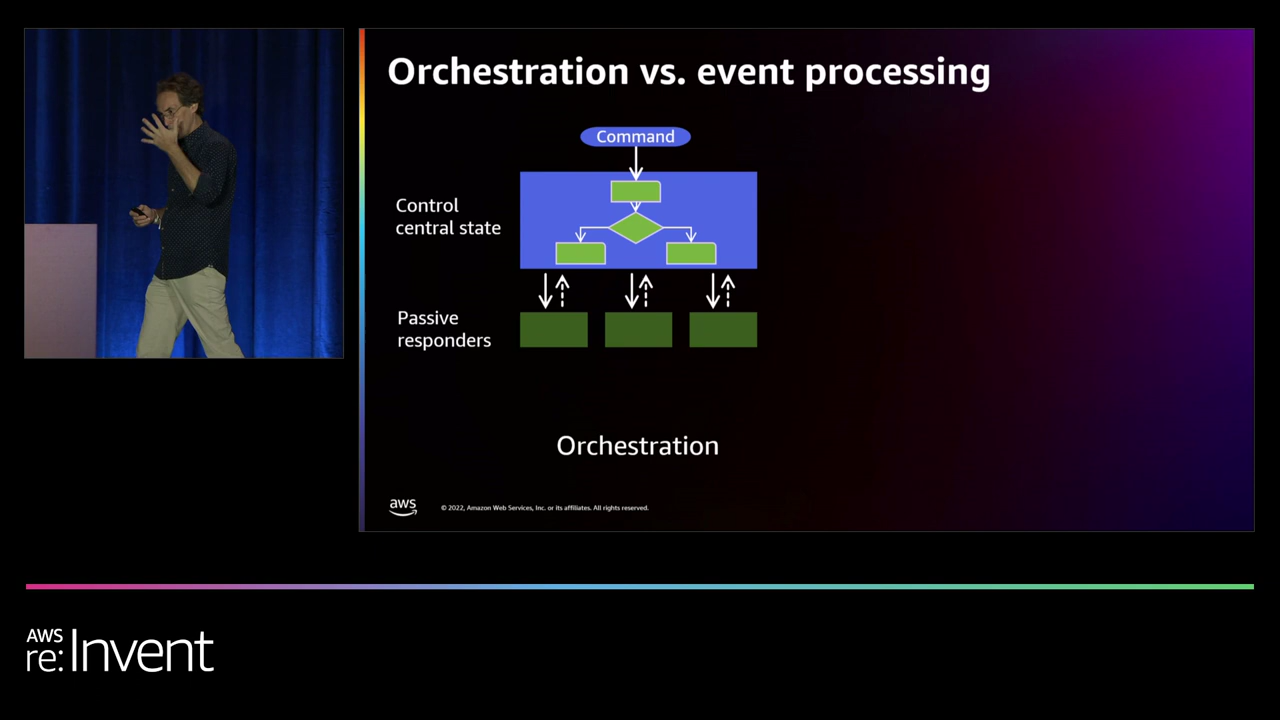 Orchestration vs. event processing
Command
Control
central state
Passive
responders
Orchestration
aws
© 2022, Amazon Web Services, Inc. or its affiliates. All rights reserved.
AWS
re:Invent